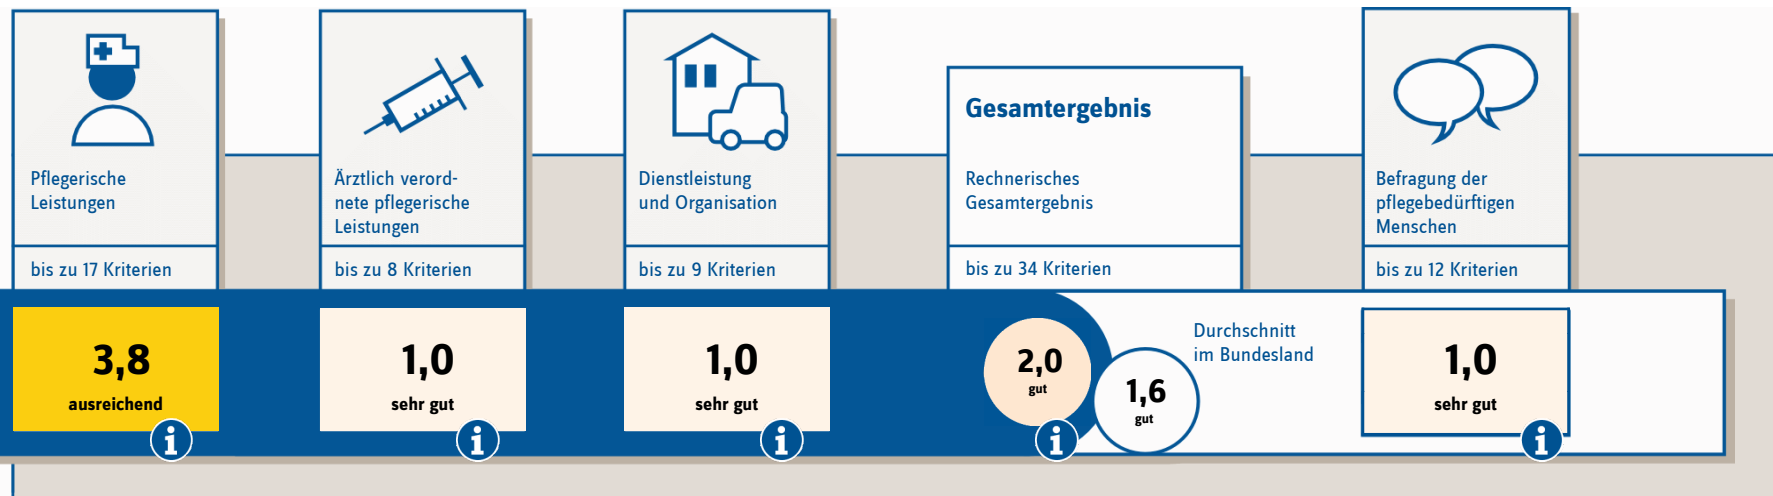 Pflegerische
Leistungen
bis zu 17 Kriterien
3,8
ausreichend
i
Ärztlich verord-
nete pflegerische
Leistungen
bis zu 8 Kriterien
1,0
sehr gut
i
Dienstleistung
und Organisation
bis zu 9 Kriterien
1,0
sehr gut
i
Gesamtergebnis
Rechnerisches
Gesamtergebnis
bis zu 34 Kriterien
2,0
gut
i
1,6
gut
Durchschnitt
im Bundesland
Befragung der
pflegebedürftigen
Menschen
bis zu 12 Kriterien
1,0
sehr gut
i